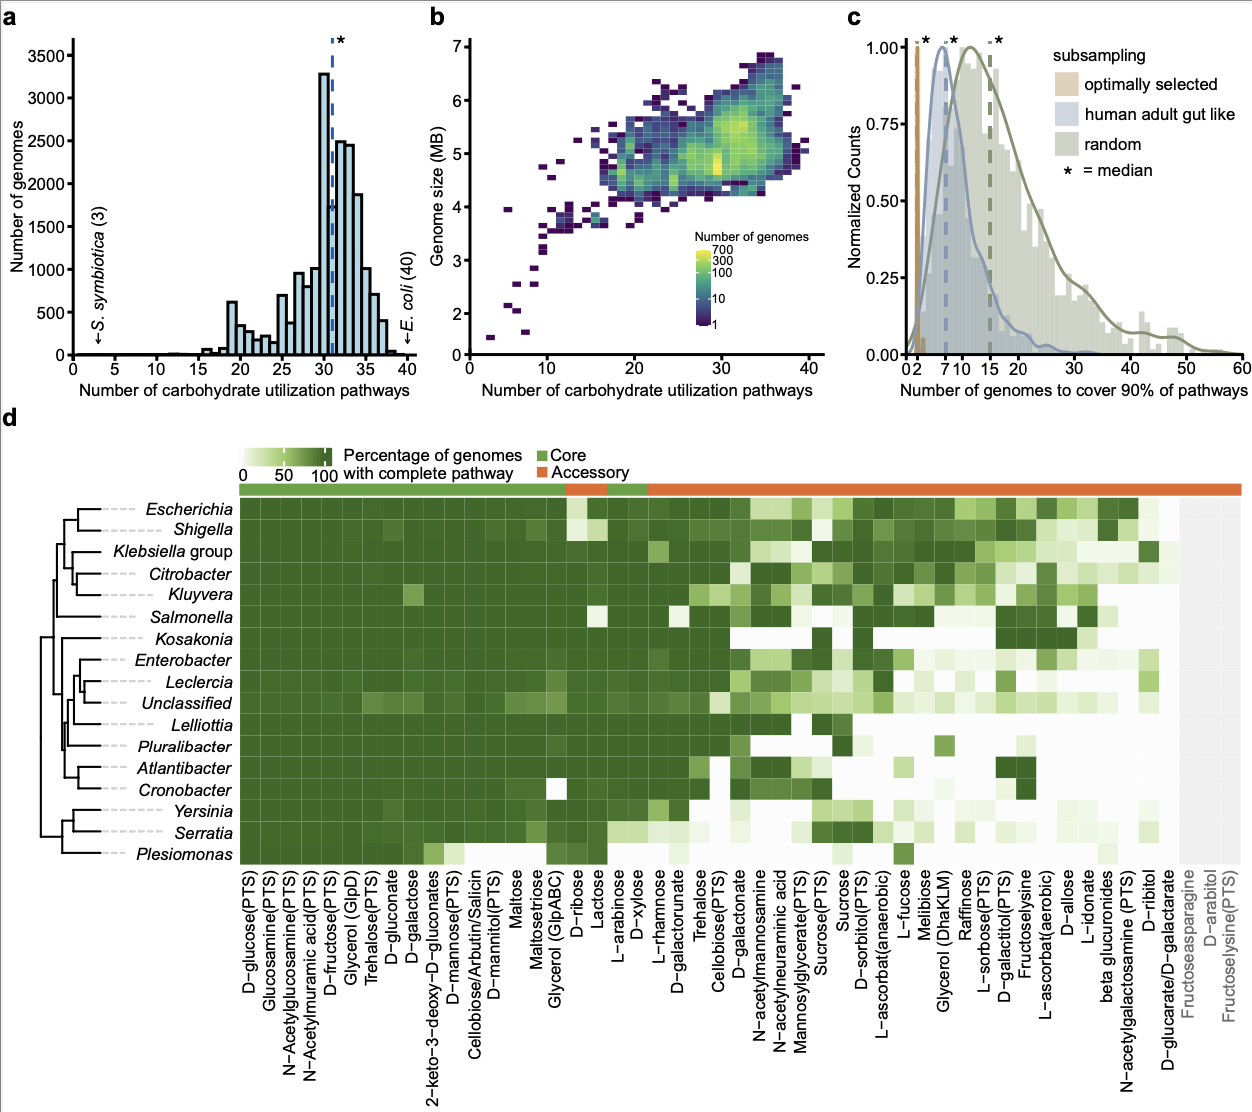 a
3500
3000
2500
2000
1500
1000
500
0
Number of genomes
←S. symbiotica (3)
*
←E. coli (40)
0 5 10 15 20 25 30 35 40
Number of carbohydrate utilization pathways
b
7
6
5
4
3
2
0
Genome size (MB)
Number of genomes
700
300
100
10
1
0 10 20 30 40
Number of carbohydrate utilization pathways
c
1.00
0.75
0.50
0.25
0.00
Normalized Counts
* * *
subsampling
optimally selected
human adult gut like
random
* = median
0 2 7 10 15 20 30 40 50 60
Number of genomes to cover 90% of pathways
d
0 50 100
Percentage of genomes
with complete pathway
Core
Accessory
Escherichia
Shigella
Klebsiella group
Citrobacter
Kluyvera
Salmonella
Kosakonia
Enterobacter
Leclercia
Unclassified
Lelliottia
Pluralibacter
Atlantibacter
Cronobacter
Yersinia
Serratia
Plesiomonas
D−glucose(PTS)
Glucosamine(PTS)
N−Acetylglucosamine(PTS)
N−Acetylmuramic acid(PTS)
D−fructose(PTS)
Glycerol (GlpD)
Trehalose(PTS)
D−gluconate
D−galactose
2−keto−3−deoxy−D−gluconates
D−mannose(PTS)
Cellobiose/Arbutin/Salicin
D−mannitol(PTS)
Maltose
Maltosetriose
Glycerol (GlpABC)
D−ribose
Lactose
L−arabinose
D−xylose
L−rhamnose
D−galactorunate
Trehalose
Cellobiose(PTS)
D−galactonate
N−acetylmannosamine
N−acetylneuraminic acid
Mannosylglycerate(PTS)
Sucrose(PTS)
Sucrose
D−sorbitol(PTS)
L−ascorbat(anaerobic)
L−fucose
Melibiose
Glycerol (DhaKLM)
Raffinose
L−sorbose(PTS)
D−galactitol(PTS)
Fructoselysine
L−ascorbat(aerobic)
D−allose
L−idonate
beta glucuronides
N−acetylgalactosamine (PTS)
D−ribitol
D−glucarate/D−galactarate
Fructoseasparagine
D−arabitol
Fructoselysine(PTS)